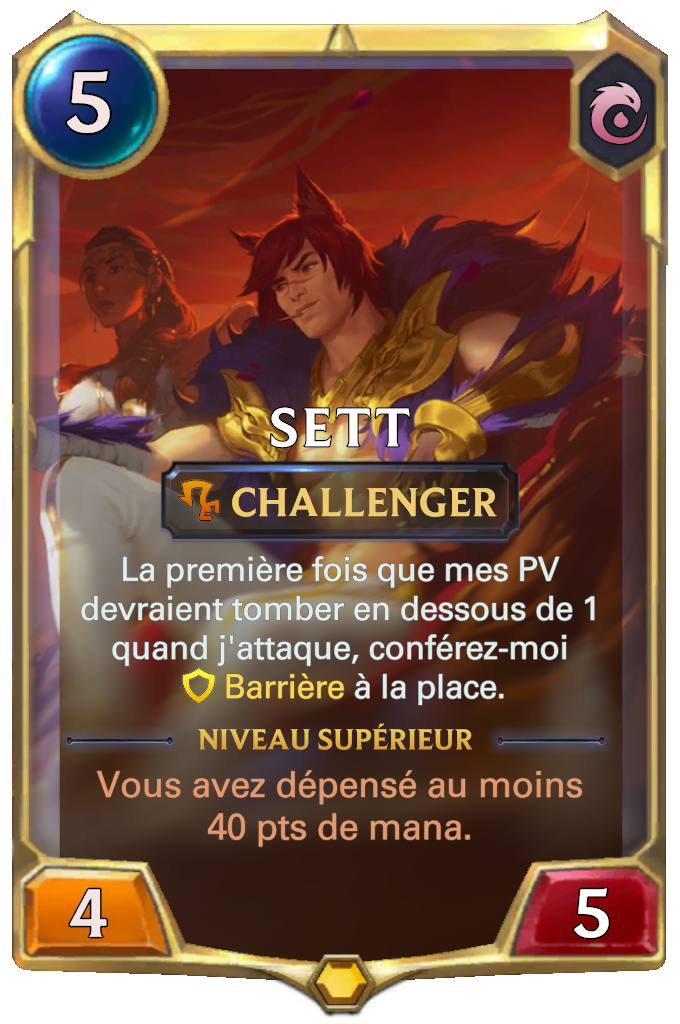 5
SETT
CHALLENGER
La première fois que mes PV
devraient tomber en dessous de 1
quand j'attaque, conférez-moi
Barrière à la place.
NIVEAU SUPÉRIEUR
Vous avez dépensé au moins
40 pts de mana.
4
5